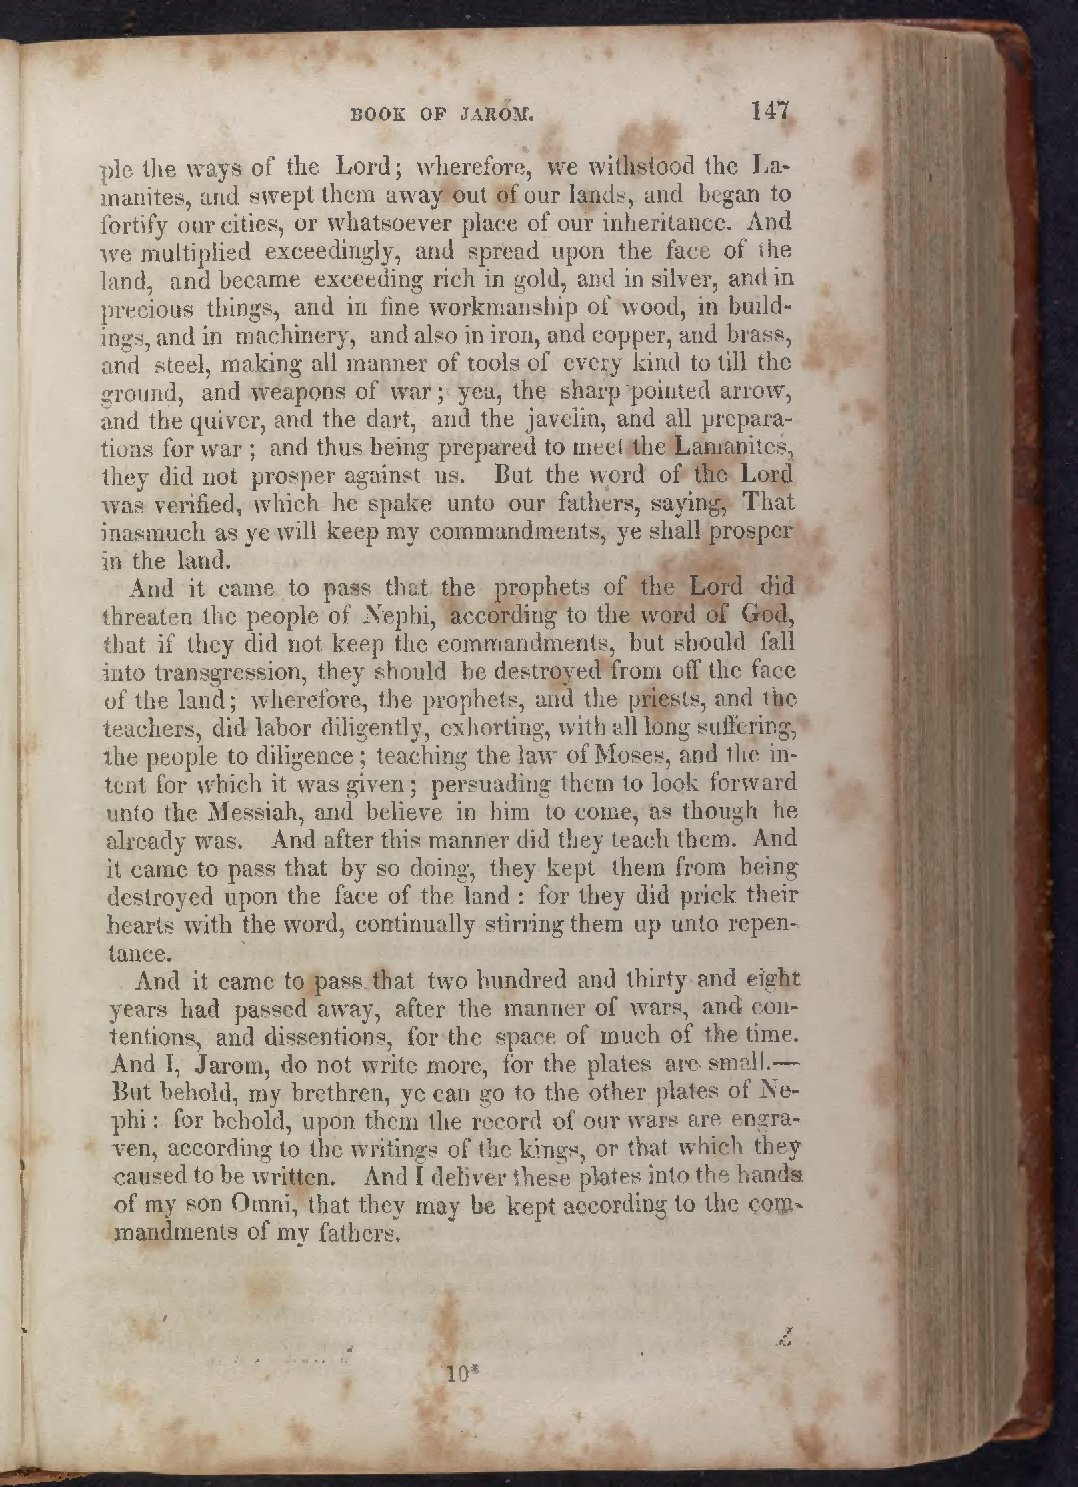 BOOK OF JAROM. 147
ple the ways of the Lord; wherefore, we withstood the La-
manites, and swept them away out of our lands, and began to
fortify our cities, or whatsoever place of our inheritance. And
we multiplied exceedingly, and spread upon the face of the
land, and became exceeding rich in gold, and in silver, and in
precious things, and in fine workmanship of wood, in build-
ings, and in machinery, and also in iron, and copper, and brass,
and steel, making all manner of tools of every kind to till the
ground, and weapons of war; yea, the sharp pointed arrow,
and the quiver, and the dart, and the javelin, and all prepara-
tions for war; and thus being prepared to meet the Lamanites,
they did not prosper against us. But the word of the Lord
was verified, which he spake unto our fathers, saying, That
inasmuch as ye will keep my commandments, ye shall prosper
in the land.
And it came to pass that the prophets of the Lord did
threaten the people of Nephi, according to the word of God,
that if they did not keep the commandments, but should fall
into transgression, they should be destroyed from off the face
of the land; wherefore, the prophets, and the priests, and the
teachers, did labor diligently, exhorting, with all long suffering,
the people to diligence; teaching the law of Moses, and the in-
tent for which it was given; persuading them to look forward
unto the Messiah, and believe in him to come, as though he
already was. And after this manner did they teach them. And
it came to pass that by so doing, they kept them from being
destroyed upon the face of the land: for they did prick their
hearts with the word, continually stirring them up unto repen-
tance.
And it came to pass that two hundred and thirty and eight
years had passed away, after the manner of wars, and con-
tentions, and dissentions, for the space of much of the time.
And I, Jarom, do not write more, for the plates are small.—
But behold, my brethren, ye can go to the other plates of Ne-
phi: for behold, upon them the record of our wars are engra-
ven, according to the writings of the kings, or that which they
caused to be written. And I deliver these plates into the hands
of my son Omni, that they may be kept according to the com-
mandments of my fathers.
10*